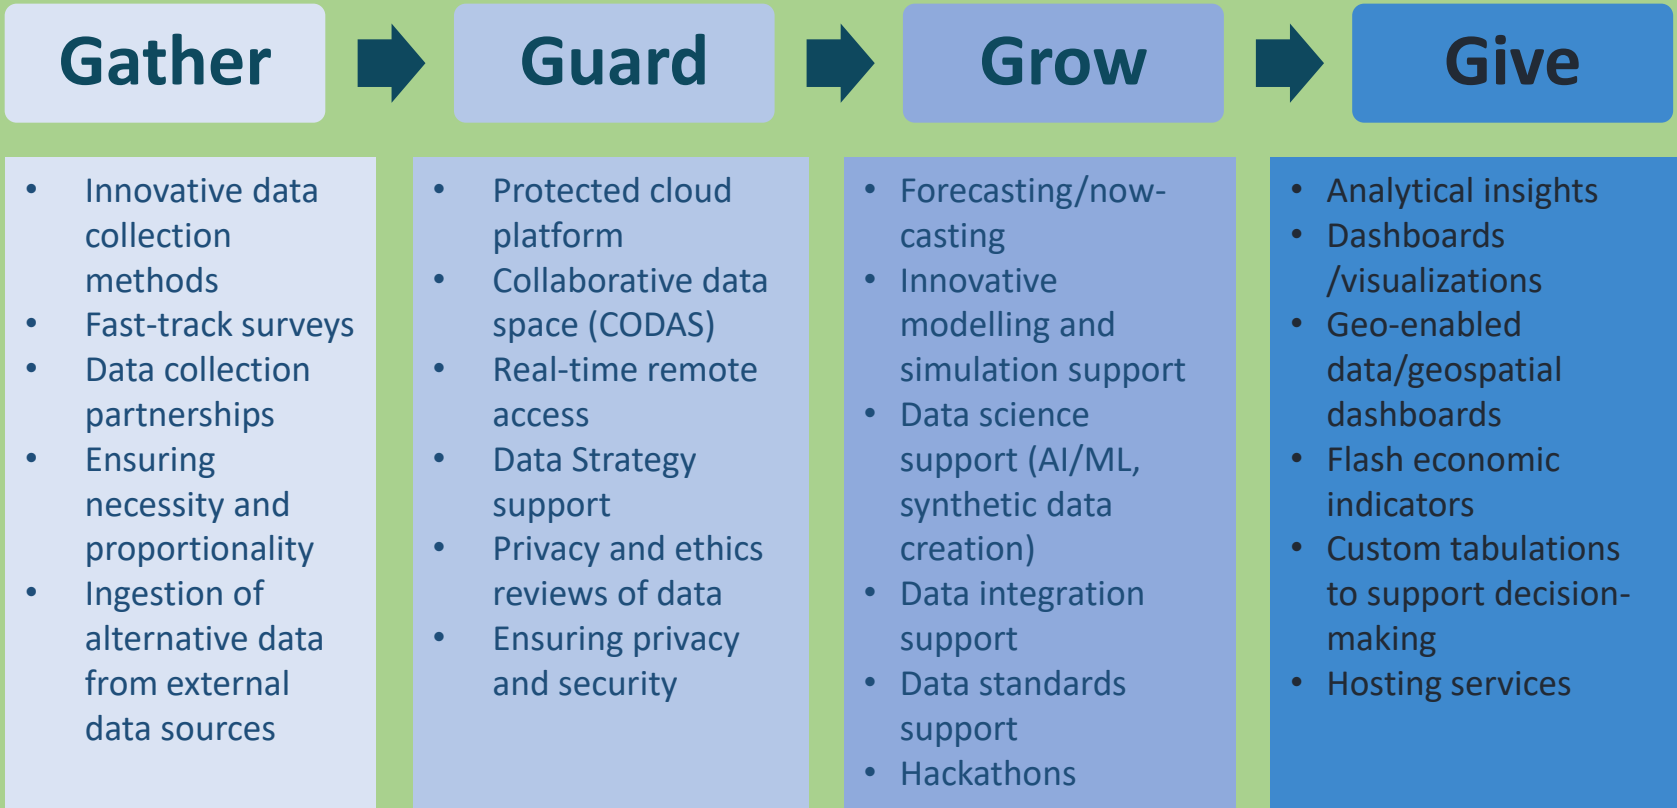 Gather
Guard
Grow
Give
• Innovative data
collection
methods
• Fast-track surveys
• Data collection
partnerships
• Ensuring
necessity and
proportionality
• Ingestion of
alternative data
from external
data sources
• Protected cloud
platform
• Collaborative data
space (CODAS)
• Real-time remote
access
• Data Strategy
support
• Privacy and ethics
reviews of data
• Ensuring privacy
and security
• Forecasting/now-
casting
• Innovative
modelling and
simulation support
• Data science
support (AI/ML,
synthetic data
creation)
• Data integration
support
• Data standards
support
• Hackathons
• Analytical insights
• Dashboards
/visualizations
• Geo-enabled
data/geospatial
dashboards
• Flash economic
indicators
• Custom tabulations
to support decision-
making
• Hosting services